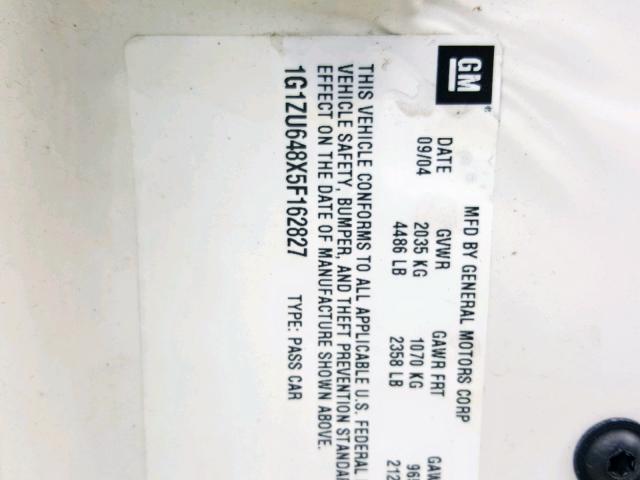 GM
MFD BY GENERAL MOTORS CORP
DATE GVWR GAWR FRT
09/04 2035 KG 1070 KG
4486 LB 2358 LB
THIS VEHICLE CONFORMS TO ALL APPLICABLE U.S. FEDERAL
VEHICLE SAFETY, BUMPER, AND THEFT PREVENTION
EFFECT ON THE DATE OF MANUFACTURE SHOWN ABOVE.
1G1ZU648X5F162827 TYPE: PASS CAR